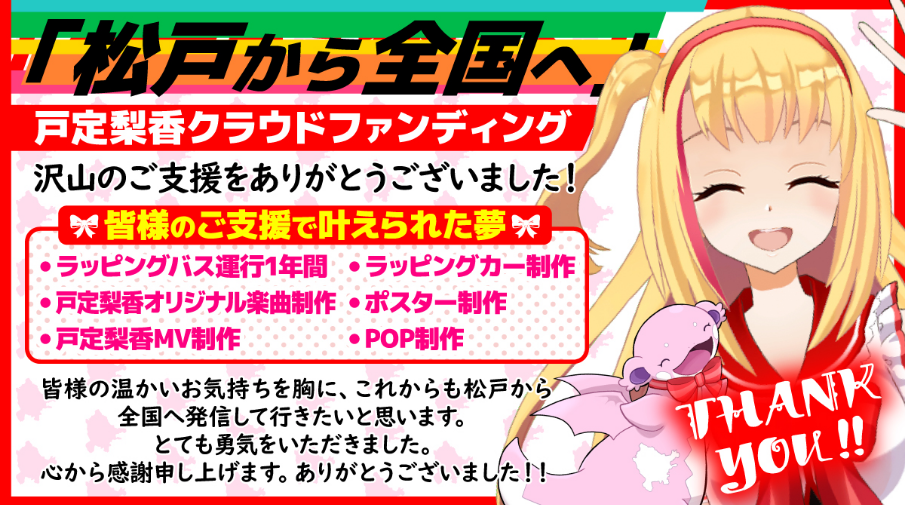 「松戸から全国へ」
戸定梨香クラウドファンディング
沢山のご支援をありがとうございました!
皆様のご支援で叶えられた夢
•ラッピングバス運行1年間 •ラッピングカー制作
•戸定梨香オリジナル楽曲制作 •ポスター制作
•戸定梨香MV制作 •POP制作
皆様の温かいお気持ちを胸に、これからも松戸から
全国へ発信して行きたいと思います。
とても勇気をいただきました。
心から感謝申し上げます。ありがとうございました!!
THANK
YOU!!